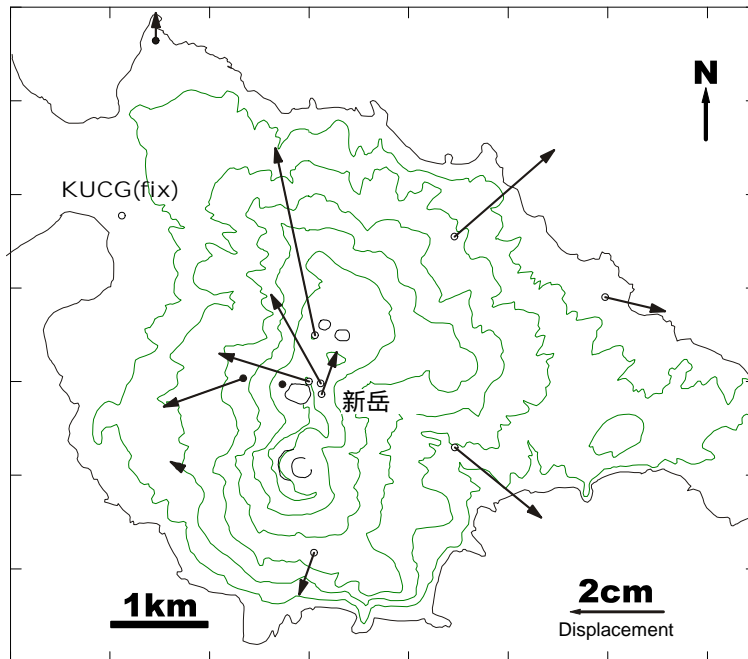 N
KUCG(fix)
新岳
1km
2cm
Displacement